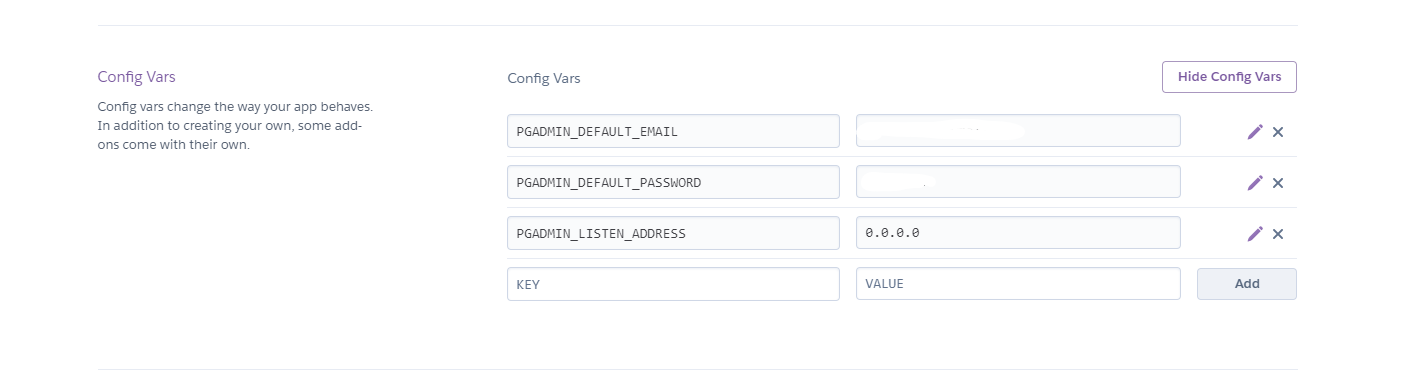 Config Vars
Config vars change the way your app behaves.
In addition to creating your own, some add-
ons come with their own.
Config Vars
Hide Config Vars
PGADMIN_DEFAULT_EMAIL
PGADMIN_DEFAULT_PASSWORD
PGADMIN_LISTEN_ADDRESS 0.0.0.0
KEY VALUE Add